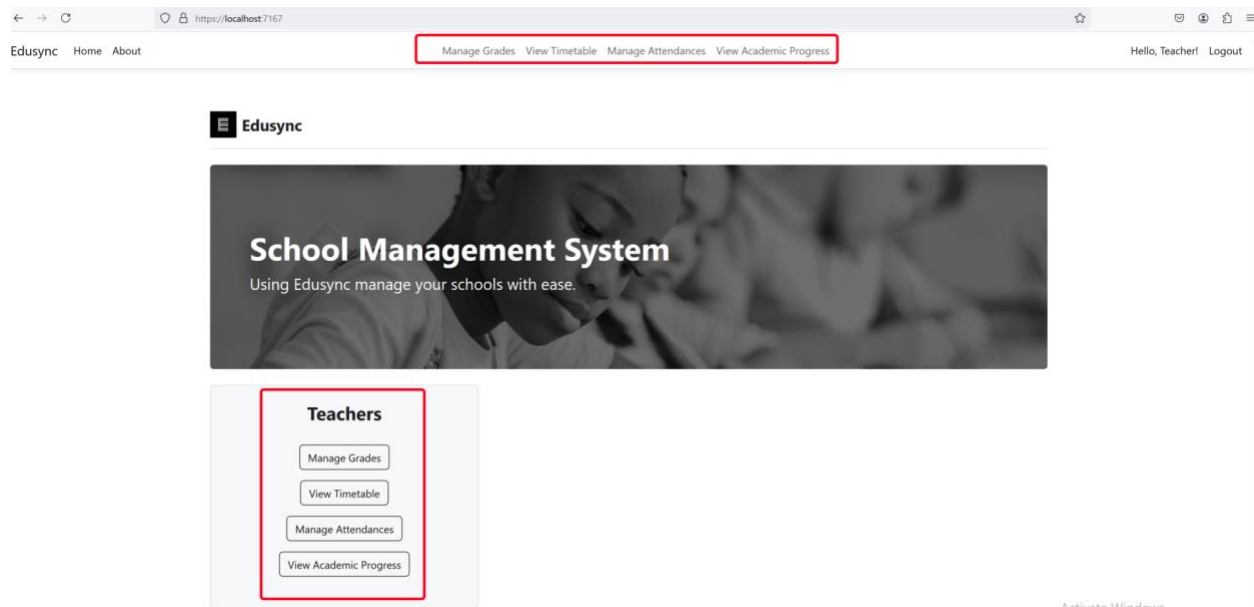 https://localhost:7167
Edusync Home About Manage Grades View Timetable Manage Attendances View Academic Progress Hello, Teacher! Logout
Edusync
School Management System
Using Edusync manage your schools with ease.
Teachers
Manage Grades
View Timetable
Manage Attendances
View Academic Progress
Activate Windows